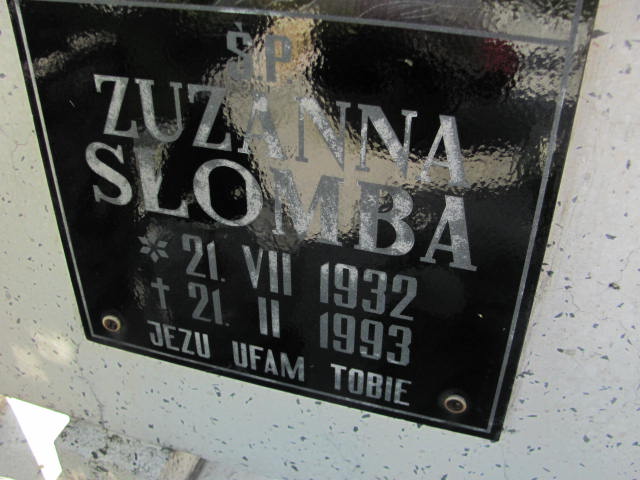 ŚP
ZUZANNA
SŁOMBA
* 21. VII 1932
† 21. II 1993
JEZU UFAM TOBIE